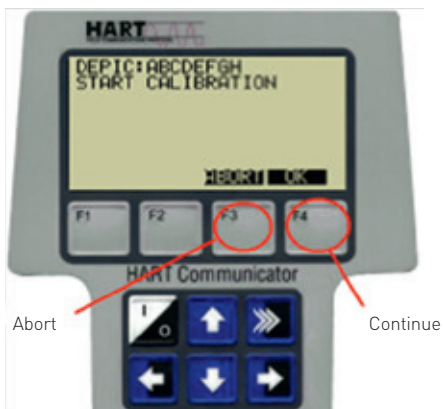 HART
DEPIC:ABCDEFGH
START CALIBRATION
ABORT OK
F1 F2 F3 F4
HART Communicator
I
O
Abort Continue